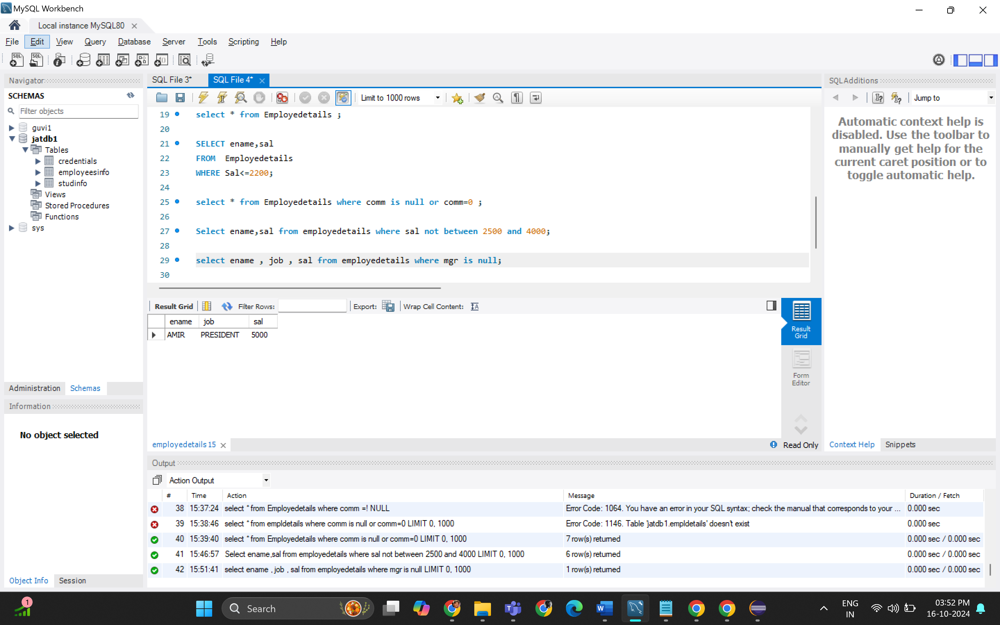 MySQL Workbench
Local instance MySQL80
File Edit View Query Database Server Tools Scripting Help
Navigator
SCHEMAS
Filter objects
guvi1
jatdb1
Tables
credentials
employeesinfo
studinfo
Views
Stored Procedures
Functions
sys
Administration Schemas
Information
No object selected
Object Info Session
SQL File 3* SQL File 4*
Limit to 1000 rows
19 select * from Employedetails ;
20
21 SELECT ename,sal
22 FROM Employedetails
23 WHERE Sal<=2200;
24
25 select * from Employedetails where comm is null or comm=0 ;
26
27 Select ename,sal from employedetails where sal not between 2500 and 4000;
28
29 select ename , job , sal from employedetails where mgr is null;
30
Result Grid Filter Rows: Export: Wrap Cell Content:
ename job sal
AMIR PRESIDENT 5000
Result
Grid
Form
Editor
employedetails 15
Read Only
SQLAdditions
Jump to
Automatic context help is
disabled. Use the toolbar to
manually get help for the
current caret position or to
toggle automatic help.
Context Help Snippets
Output
Action Output
# Time Action Message Duration / Fetch
38 15:37:24 select * from Employedetails where comm =! NULL Error Code: 1064. You have an error in your SQL syntax; check the manual that corresponds to your ... 0.000 sec
39 15:38:46 select * from empldetails where comm is null or comm=0 LIMIT 0, 1000 Error Code: 1146. Table 'jatdb1.empldetails' doesn't exist 0.000 sec
40 15:39:40 select * from Employedetails where comm is null or comm=0 LIMIT 0, 1000 7 row(s) returned 0.000 sec / 0.000 sec
41 15:46:57 Select ename,sal from employedetails where sal not between 2500 and 4000 LIMIT 0, 1000 6 row(s) returned 0.000 sec / 0.000 sec
42 15:51:41 select ename , job , sal from employedetails where mgr is null LIMIT 0, 1000 1 row(s) returned 0.000 sec / 0.000 sec
1
Search
ENG
IN
03:52 PM
16-10-2024